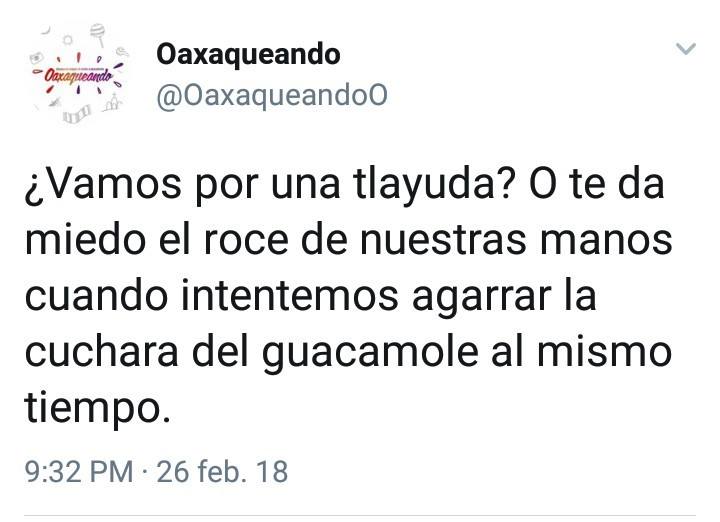 Oaxaqueando
Oaxaqueando
@OaxaqueandoO
¿Vamos por una tlayuda? O te da
miedo el roce de nuestras manos
cuando intentemos agarrar la
cuchara del guacamole al mismo
tiempo.
9:32 PM · 26 feb. 18